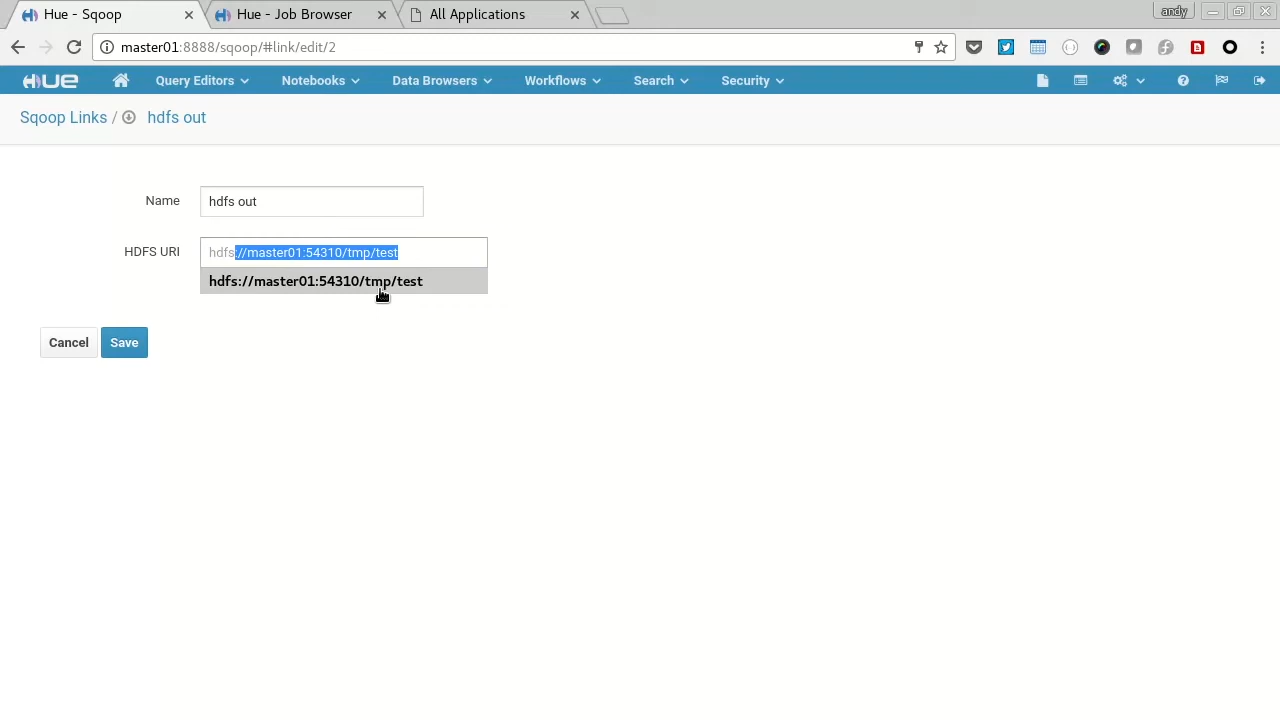 Hue - Sqoop
Hue - Job Browser
All Applications
andy
master01:8888/sqoop/#link/edit/2
HUE
Query Editors
Notebooks
Data Browsers
Workflows
Search
Security
Sqoop Links / hdfs out
Name
hdfs out
HDFS URI
hdfs://master01:54310/tmp/test
hdfs://master01:54310/tmp/test
Cancel
Save